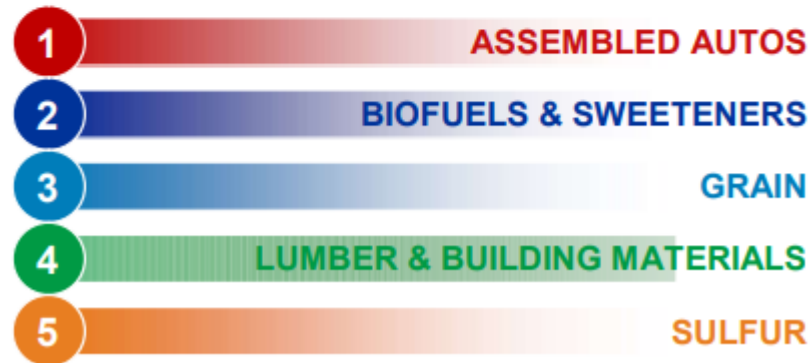 1 ASSEMBLED AUTOS
2 BIOFUELS & SWEETENERS
3 GRAIN
4 LUMBER & BUILDING MATERIALS
5 SULFUR